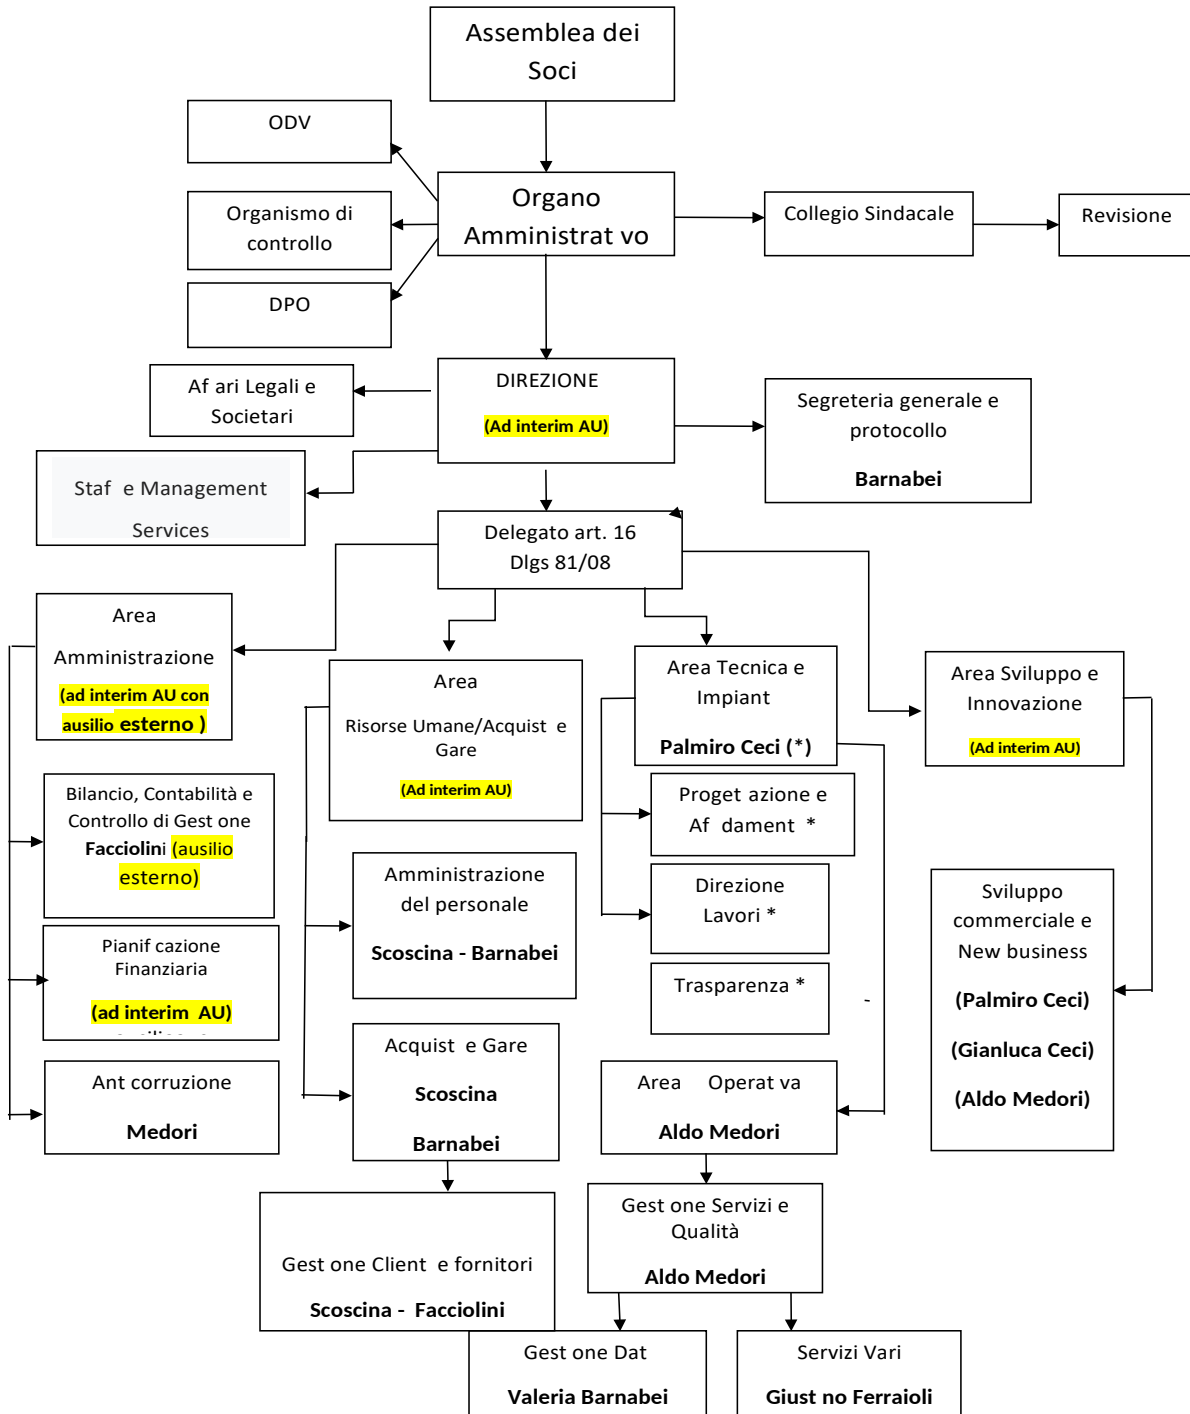 Assemblea dei
Soci
ODV
Organismo di
controllo
DPO
Organo
Amministrat vo
Collegio Sindacale
Revisione
Af ari Legali e
Societari
DIREZIONE
(Ad interim AU)
Segreteria generale e
protocollo
Barnabei
Staf e Management
Services
Delegato art. 16
Dlgs 81/08
Area
Amministrazione
(ad interim AU con
ausilio esterno )
Area
Risorse Umane/Acquist e
Gare
(Ad interim AU)
Area Tecnica e
Impiant
Palmiro Ceci (*)
Area Sviluppo e
Innovazione
(Ad interim AU)
Bilancio, Contabilità e
Controllo di Gest one
Facciolini (ausilio
esterno)
Proget azione e
Af dament *
Amministrazione
del personale
Scoscina - Barnabei
Direzione
Lavori *
Sviluppo
commerciale e
New business
(Palmiro Ceci)
(Gianluca Ceci)
(Aldo Medori)
Pianif cazione
Finanziaria
(ad interim AU)
Trasparenza *
-
Acquist e Gare
Scoscina
Barnabei
Ant corruzione
Medori
Area Operat va
Aldo Medori
Gest one Client e fornitori
Scoscina - Facciolini
Gest one Servizi e
Qualità
Aldo Medori
Gest one Dat
Valeria Barnabei
Servizi Vari
Giust no Ferraioli